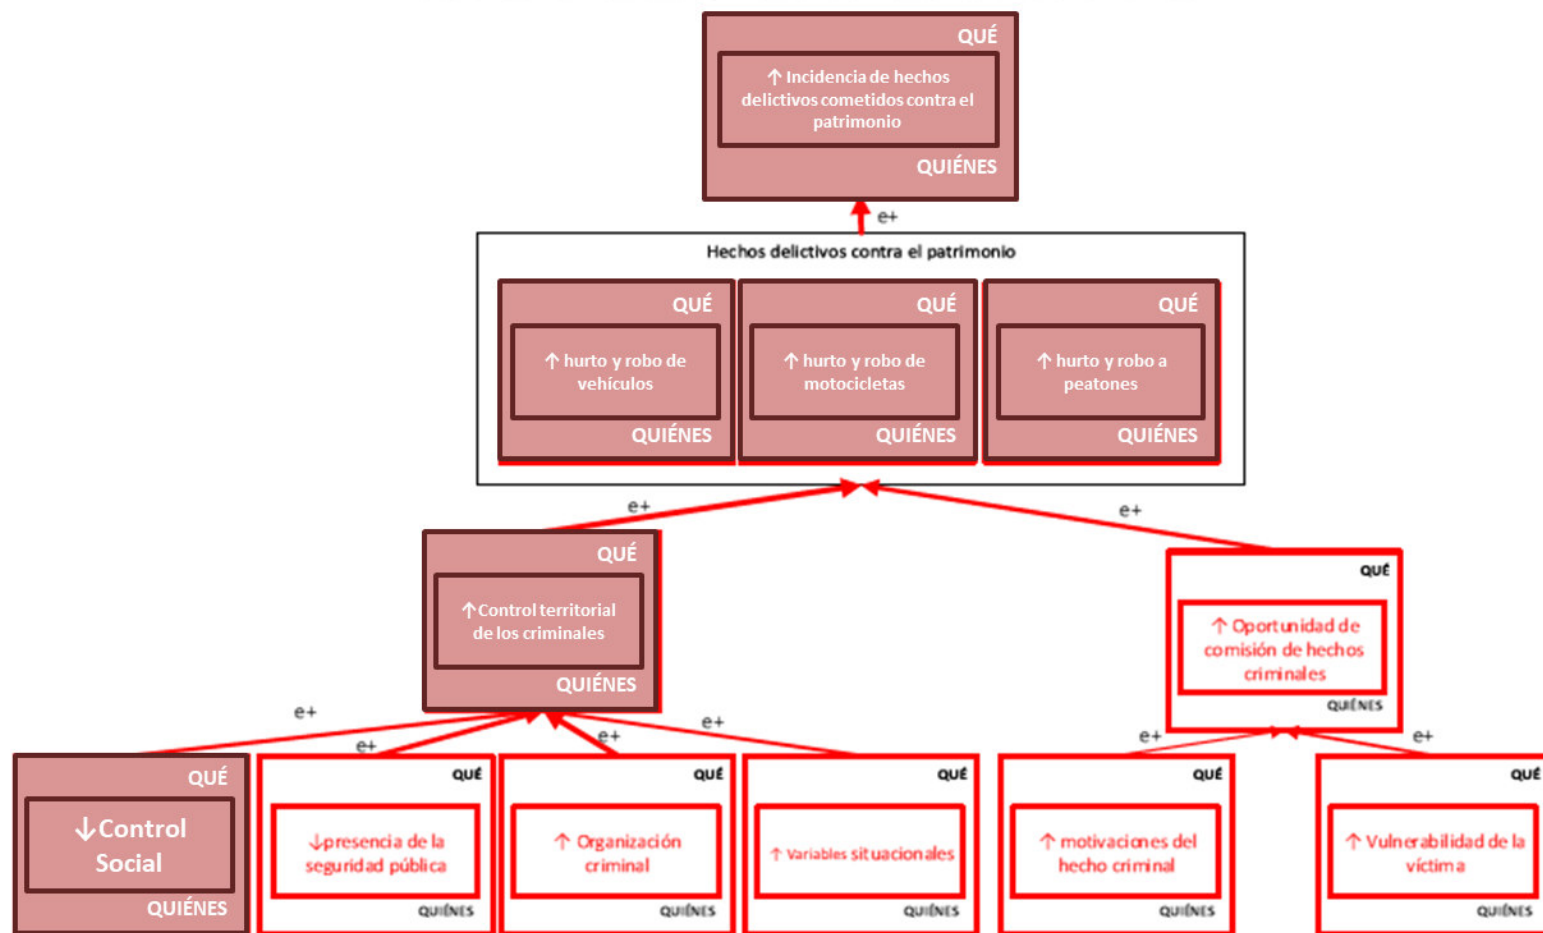 QUÉ
↑ Incidencia de hechos
delictivos cometidos contra el
patrimonio
QUIÉNES
e+
Hechos delictivos contra el patrimonio
QUÉ
↑ hurto y robo de
vehículos
QUIÉNES
QUÉ
↑ hurto y robo de
motocicletas
QUIÉNES
QUÉ
↑ hurto y robo a
peatones
QUIÉNES
e+
e+
QUÉ
↑Control territorial
de los criminales
QUIÉNES
QUÉ
↑ Oportunidad de
comisión de hechos
criminales
QUIÉNES
e+
e+
e+
e+
e+
e+
QUÉ
↓Control
Social
QUIÉNES
QUÉ
↓presencia de la
seguridad pública
QUIÉNES
QUÉ
↑ Organización
criminal
QUIÉNES
QUÉ
↑ Variables situacionales
QUIÉNES
QUÉ
↑ motivaciones del
hecho criminal
QUIÉNES
QUÉ
↑ Vulnerabilidad de la
víctima
QUIÉNES